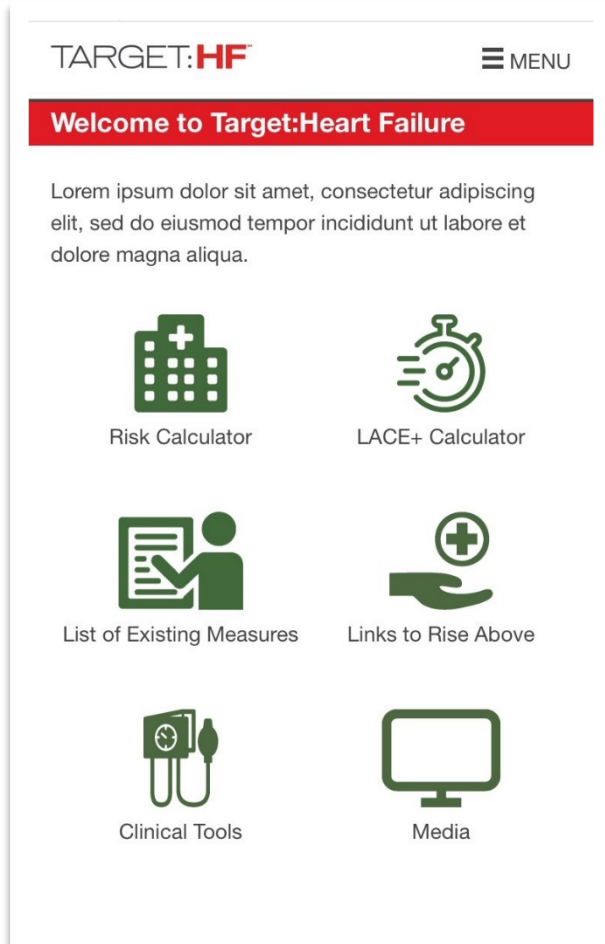 TARGET:HF™
MENU
Welcome to Target:Heart Failure
Lorem ipsum dolor sit amet, consectetur adipiscing
elit, sed do eiusmod tempor incididunt ut labore et
dolore magna aliqua.
Risk Calculator
LACE+ Calculator
List of Existing Measures
Links to Rise Above
Clinical Tools
Media